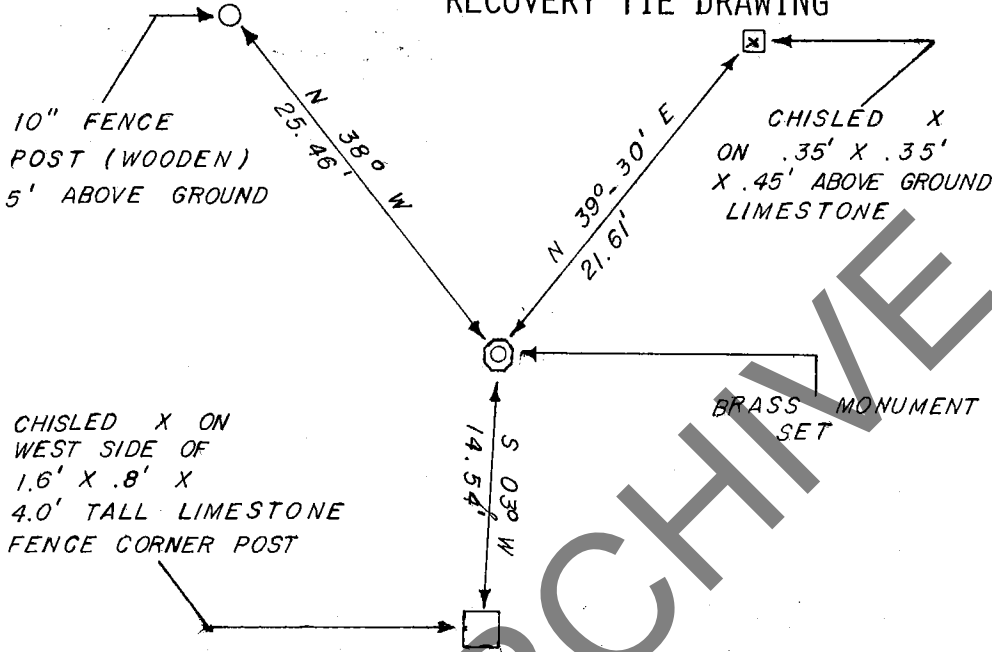 RECOVERY TIE DRAWING
10" FENCE
POST (WOODEN)
5' ABOVE GROUND
N 38° W
25.46'
N 39°-30' E
21.61'
CHISLED X
ON .35' X .35'
X .45' ABOVE GROUND
LIMESTONE
X
BRASS MONUMENT
SET
CHISLED X ON
WEST SIDE OF
1.6' X .8' X
4.0' TALL LIMESTONE
FENCE CORNER POST
S 03° W
14.54'
RCHIVE